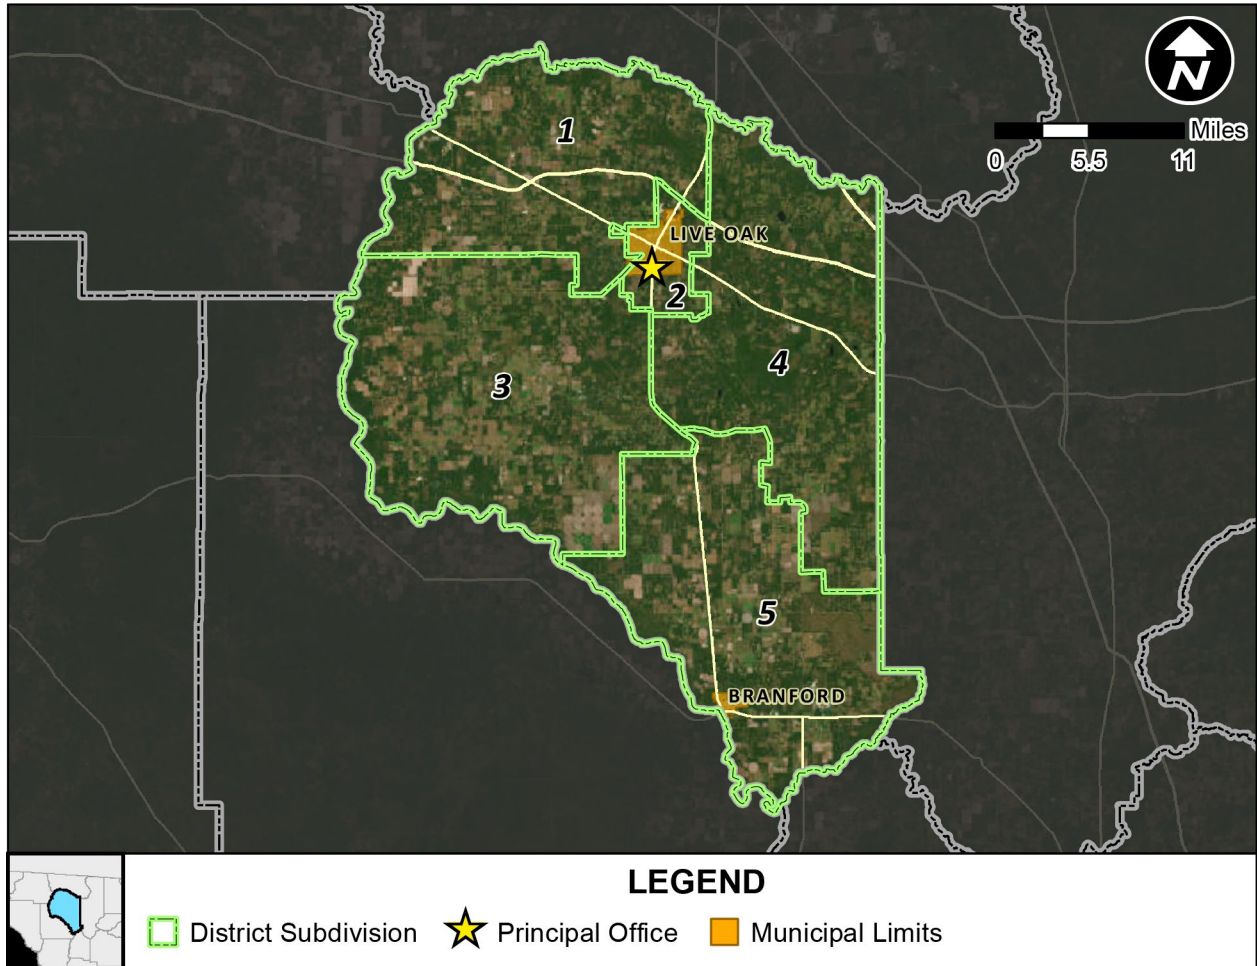 N
Miles
0 5.5 11
1
LIVE OAK
2
4
3
5
BRANFORD
LEGEND
District Subdivision Principal Office Municipal Limits